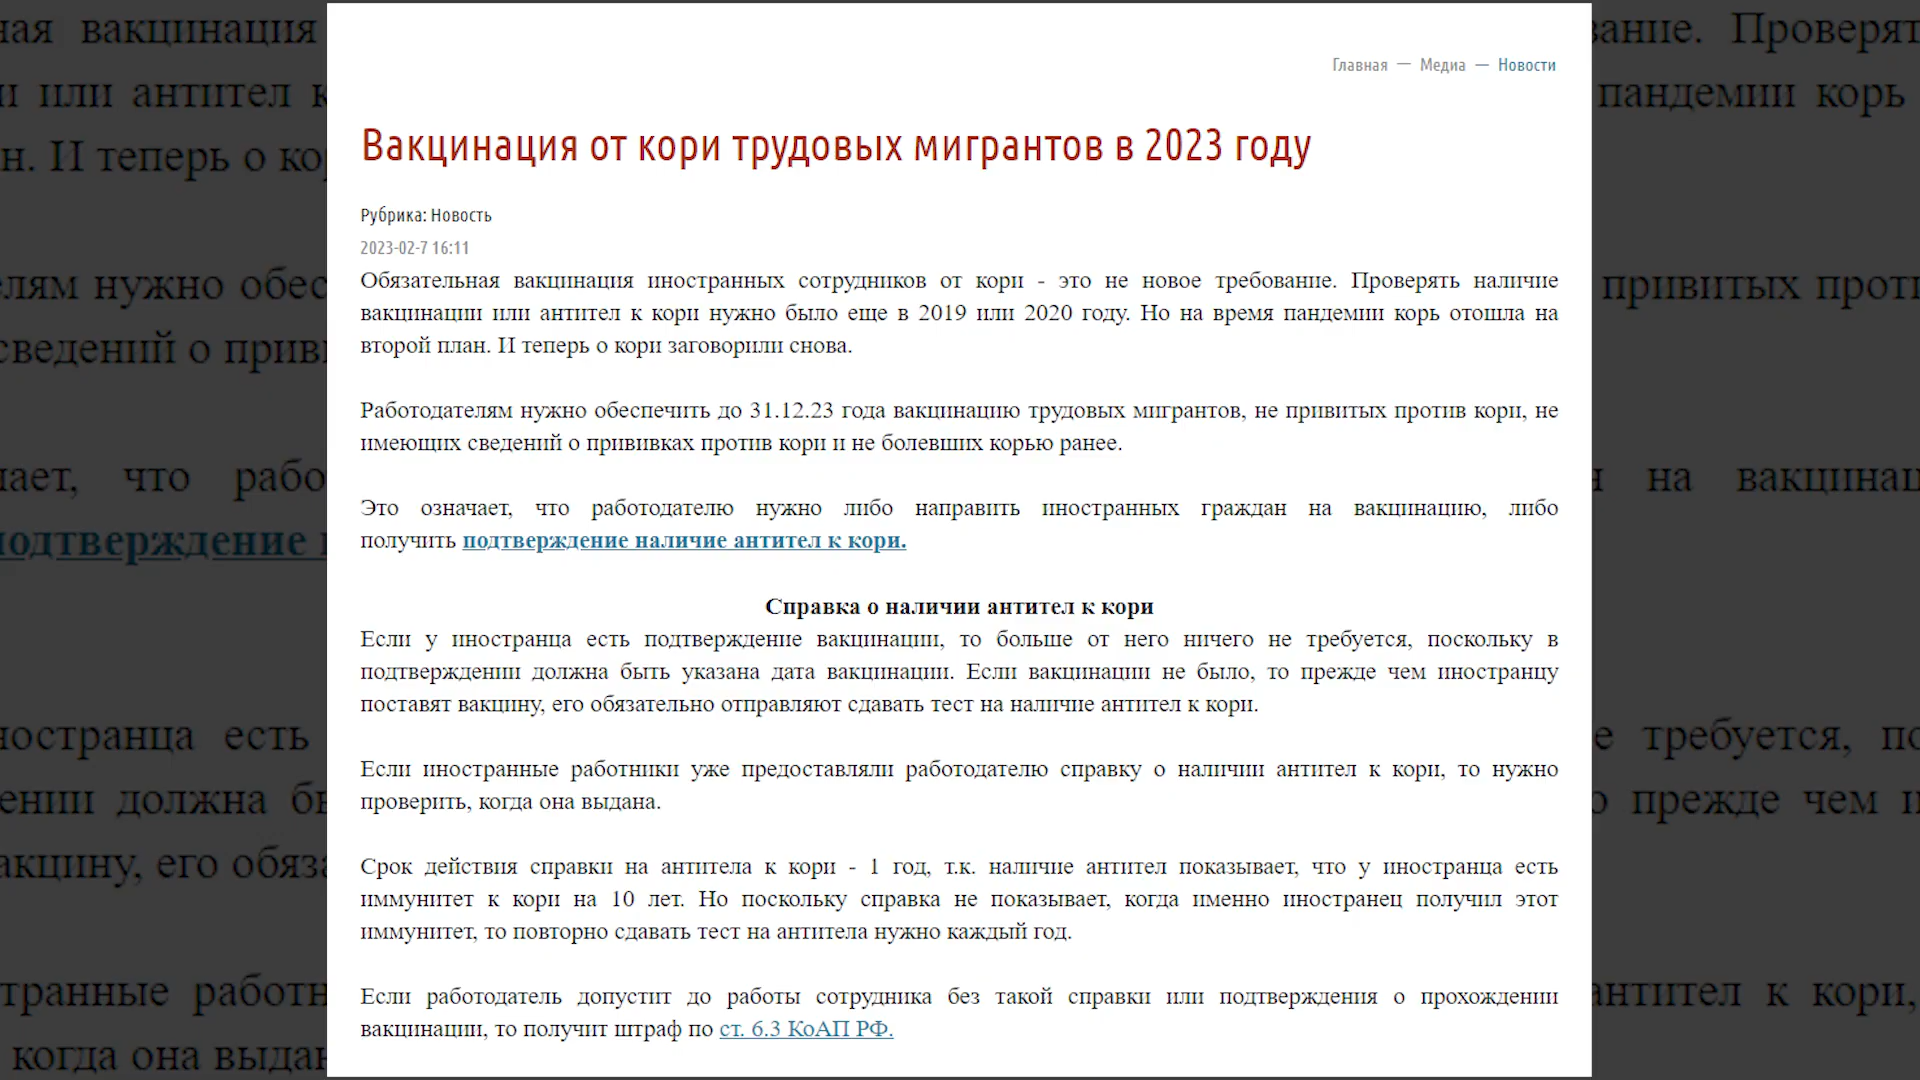 Главная — Медиа — Новости
Вакцинация от кори трудовых мигрантов в 2023 году
Рубрика: Новость
2023-02-7 16:11
Обязательная вакцинация иностранных сотрудников от кори - это не новое требование. Проверять наличие
вакцинации или антител к кори нужно было еще в 2019 или 2020 году. Но на время пандемии корь отошла на
второй план. И теперь о кори заговорили снова.
Работодателям нужно обеспечить до 31.12.23 года вакцинацию трудовых мигрантов, не привитых против кори, не
имеющих сведений о прививках против кори и не болевших корью ранее.
Это означает, что работодателю нужно либо направить иностранных граждан на вакцинацию, либо
получить подтверждение наличие антител к кори.
Справка о наличии антител к кори
Если у иностранца есть подтверждение вакцинации, то больше от него ничего не требуется, поскольку в
подтверждении должна быть указана дата вакцинации. Если вакцинации не было, то прежде чем иностранцу
поставят вакцину, его обязательно отправляют сдавать тест на наличие антител к кори.
Если иностранные работники уже предоставляли работодателю справку о наличии антител к кори, то нужно
проверить, когда она выдана.
Срок действия справки на антитела к кори - 1 год, т.к. наличие антител показывает, что у иностранца есть
иммунитет к кори на 10 лет. Но поскольку справка не показывает, когда именно иностранец получил этот
иммунитет, то повторно сдавать тест на антитела нужно каждый год.
Если работодатель допустит до работы сотрудника без такой справки или подтверждения о прохождении
вакцинации, то получит штраф по ст. 6.3 КоАП РФ.